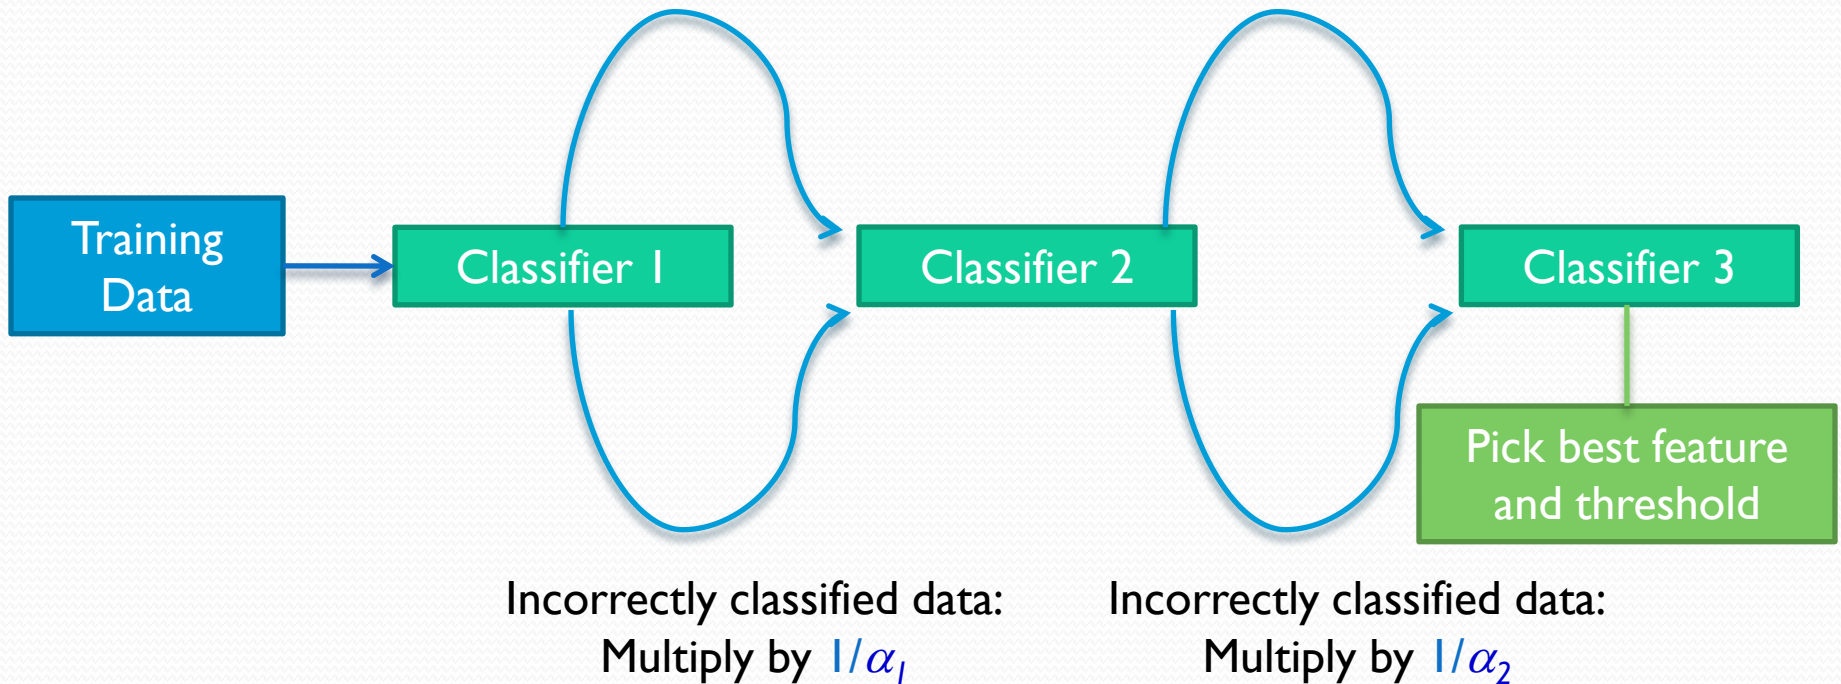 Training
Data
Classifier 1
Classifier 2
Classifier 3
Pick best feature
and threshold
Incorrectly classified data:
Multiply by 1/α₁
Incorrectly classified data:
Multiply by 1/α₂